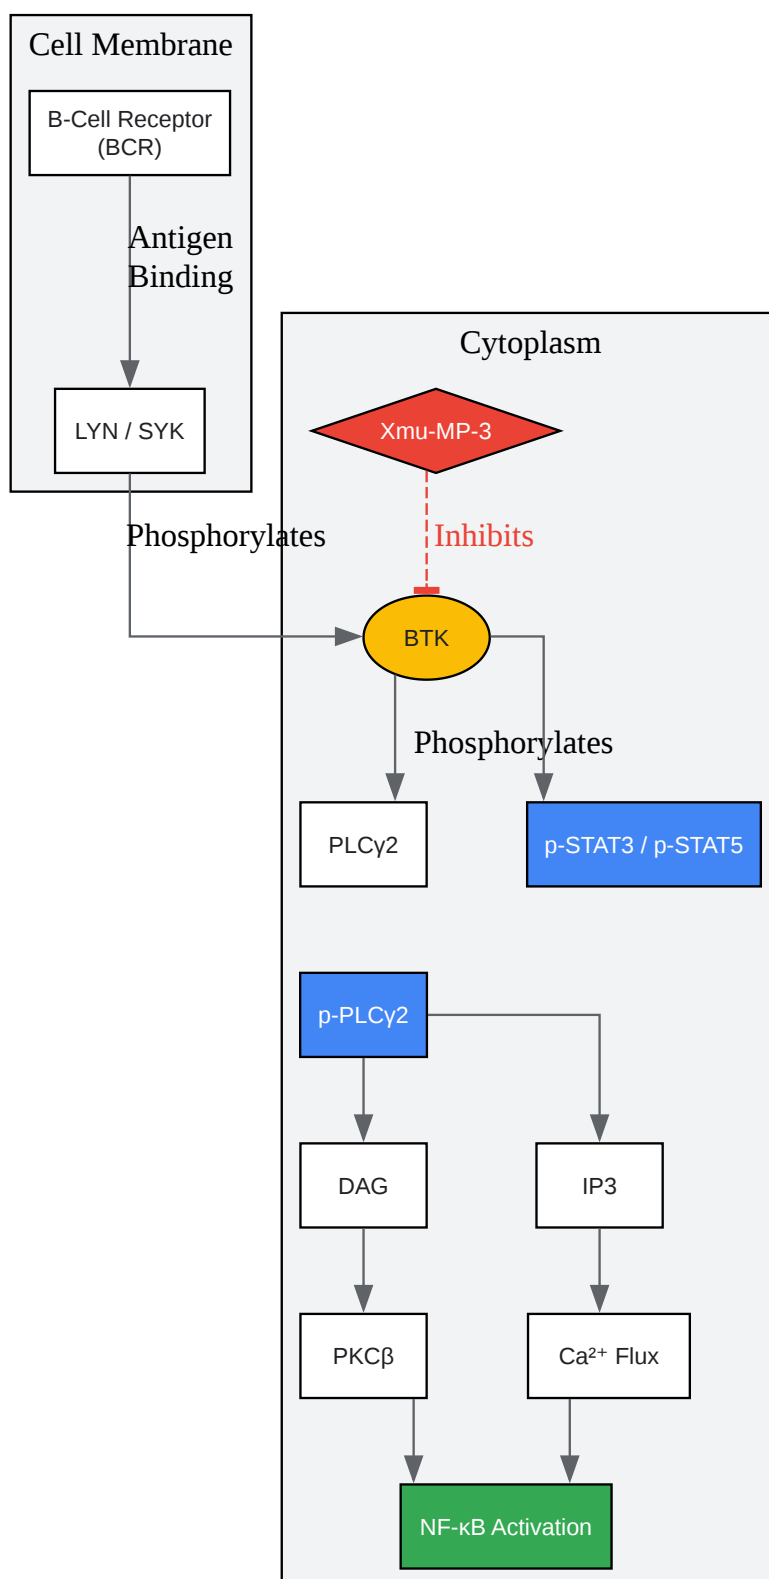 Cell Membrane
B-Cell Receptor
(BCR)
Antigen
Binding
LYN / SYK
Phosphorylates
Cytoplasm
Xmu-MP-3
Inhibits
BTK
Phosphorylates
PLCγ2
p-STAT3 / p-STAT5
p-PLCγ2
DAG
IP3
PKCβ
Ca²⁺ Flux
NF-κB Activation